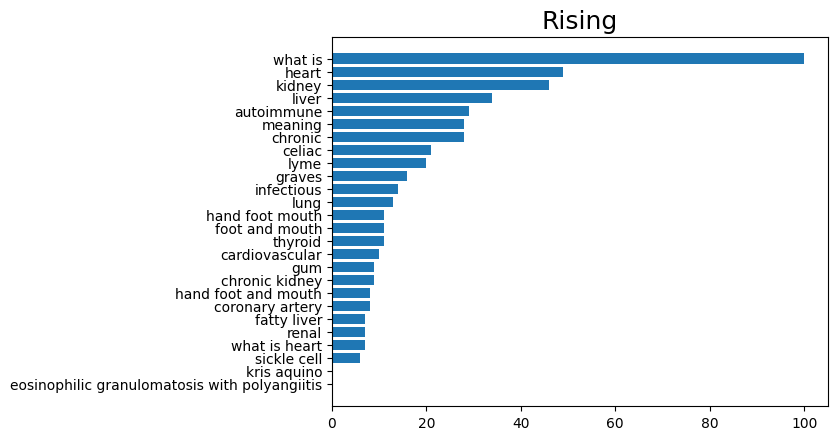 Rising
what is
heart
kidney
liver
autoimmune
meaning
chronic
celiac
lyme
graves
infectious
lung
hand foot mouth
foot and mouth
thyroid
cardiovascular
gum
chronic kidney
hand foot and mouth
coronary artery
fatty liver
renal
what is heart
sickle cell
kris aquino
eosinophilic granulomatosis with polyangiitis
0 20 40 60 80 100